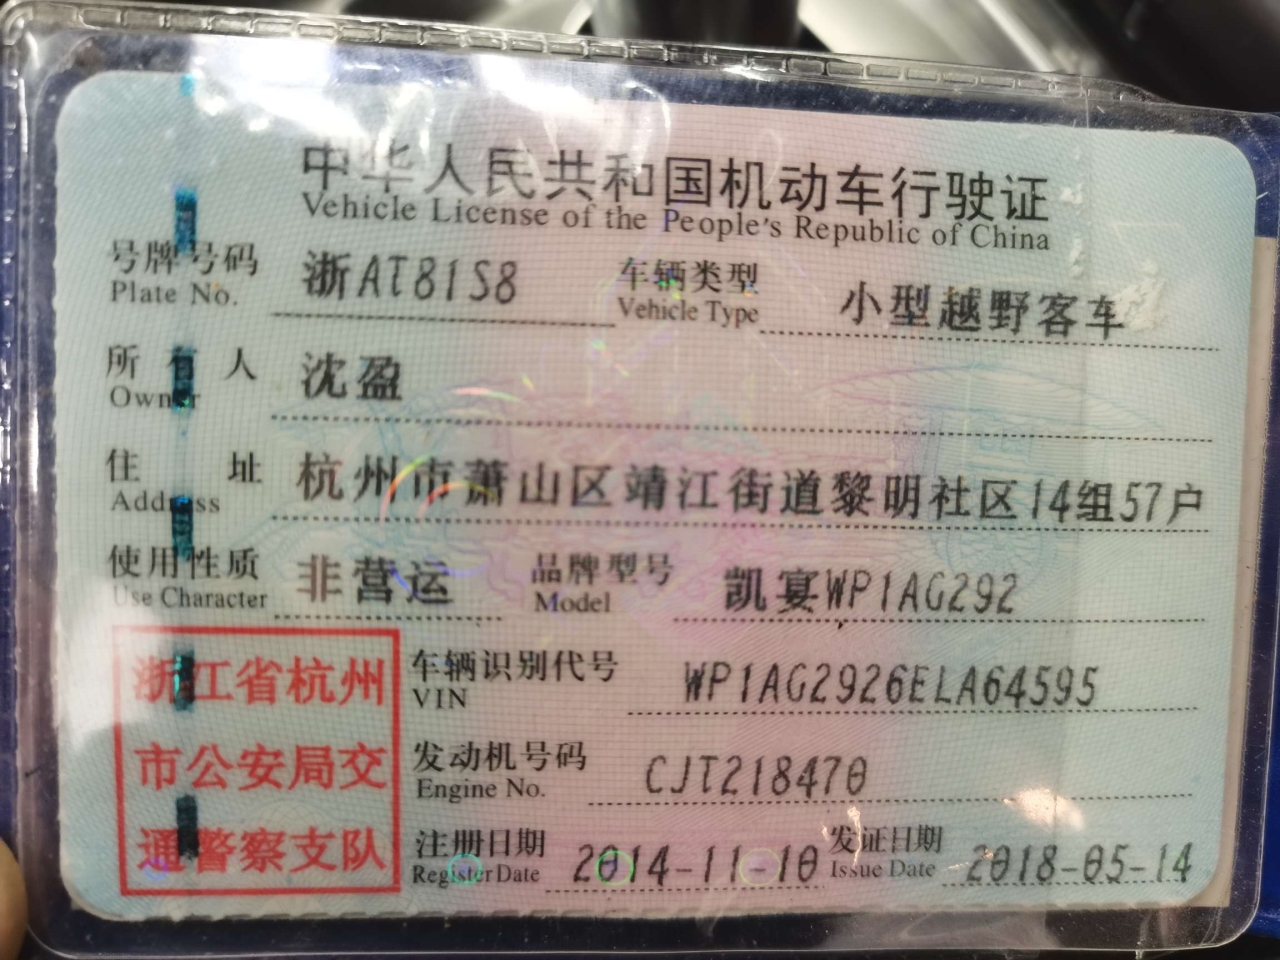 中华人民共和国机动车行驶证
Vehicle License of the People's Republic of China
号牌号码 浙AT81S8 车辆类型 小型越野客车
Plate No. Vehicle Type
所有人 沈盈
Owner
住址 杭州市萧山区靖江街道黎明社区14组57户
Address
使用性质 非营运 品牌型号 凯宴WP1AG292
Use Character Model
浙江省杭州
市公安局交
通警察支队
车辆识别代号 WP1AG2926ELA64595
VIN
发动机号码 CJT218470
Engine No.
注册日期 2014-11-10 发证日期 2018-05-14
Register Date Issue Date